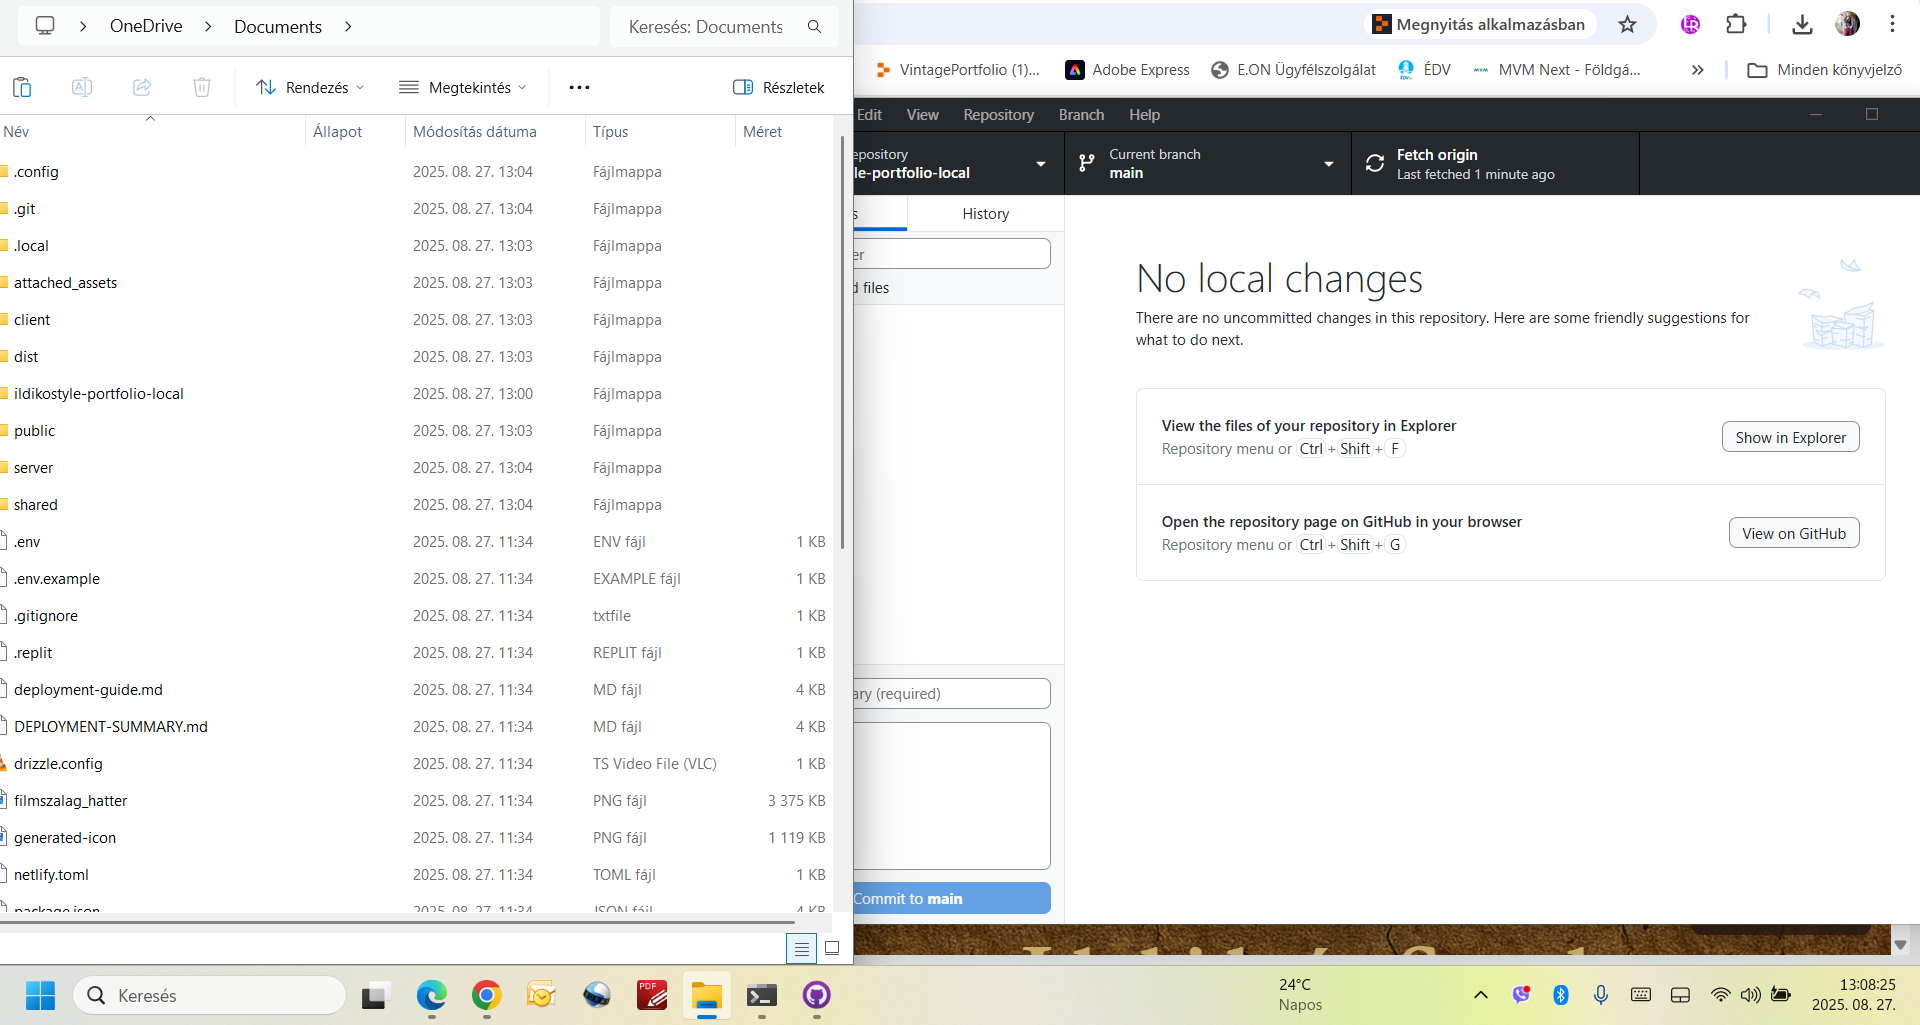 OneDrive Documents
Keresés: Documents
Rendezés Megtekintés Részletek
Név Állapot Módosítás dátuma Típus Méret
.config 2025. 08. 27. 13:04 Fájlmappa
.git 2025. 08. 27. 13:04 Fájlmappa
.local 2025. 08. 27. 13:03 Fájlmappa
attached_assets 2025. 08. 27. 13:03 Fájlmappa
client 2025. 08. 27. 13:03 Fájlmappa
dist 2025. 08. 27. 13:03 Fájlmappa
ildikostyle-portfolio-local 2025. 08. 27. 13:00 Fájlmappa
public 2025. 08. 27. 13:03 Fájlmappa
server 2025. 08. 27. 13:04 Fájlmappa
shared 2025. 08. 27. 13:04 Fájlmappa
.env 2025. 08. 27. 11:34 ENV fájl 1 KB
.env.example 2025. 08. 27. 11:34 EXAMPLE fájl 1 KB
.gitignore 2025. 08. 27. 11:34 txtfile 1 KB
.replit 2025. 08. 27. 11:34 REPLIT fájl 1 KB
deployment-guide.md 2025. 08. 27. 11:34 MD fájl 4 KB
DEPLOYMENT-SUMMARY.md 2025. 08. 27. 11:34 MD fájl 4 KB
drizzle.config 2025. 08. 27. 11:34 TS Video File (VLC) 1 KB
filmszalag_hatter 2025. 08. 27. 11:34 PNG fájl 3 375 KB
generated-icon 2025. 08. 27. 11:34 PNG fájl 1 119 KB
netlify.toml 2025. 08. 27. 11:34 TOML fájl 1 KB
package.json 2025. 08. 27. 11:34 JSON fájl 4 KB
Megnyitás alkalmazásban
VintagePortfolio (1)... Adobe Express E.ON Ügyfélszolgálat ÉDV MVM Next - Földgá... Minden könyvjelző
Edit View Repository Branch Help
epository
le-portfolio-local
Current branch
main
Fetch origin
Last fetched 1 minute ago
s History
er
d files
No local changes
There are no uncommitted changes in this repository. Here are some friendly suggestions for
what to do next.
View the files of your repository in Explorer
Repository menu or Ctrl + Shift + F
Show in Explorer
Open the repository page on GitHub in your browser
Repository menu or Ctrl + Shift + G
View on GitHub
ary (required)
Commit to main
Keresés
PDF
24°C
Napos
13:08:25
2025. 08. 27.